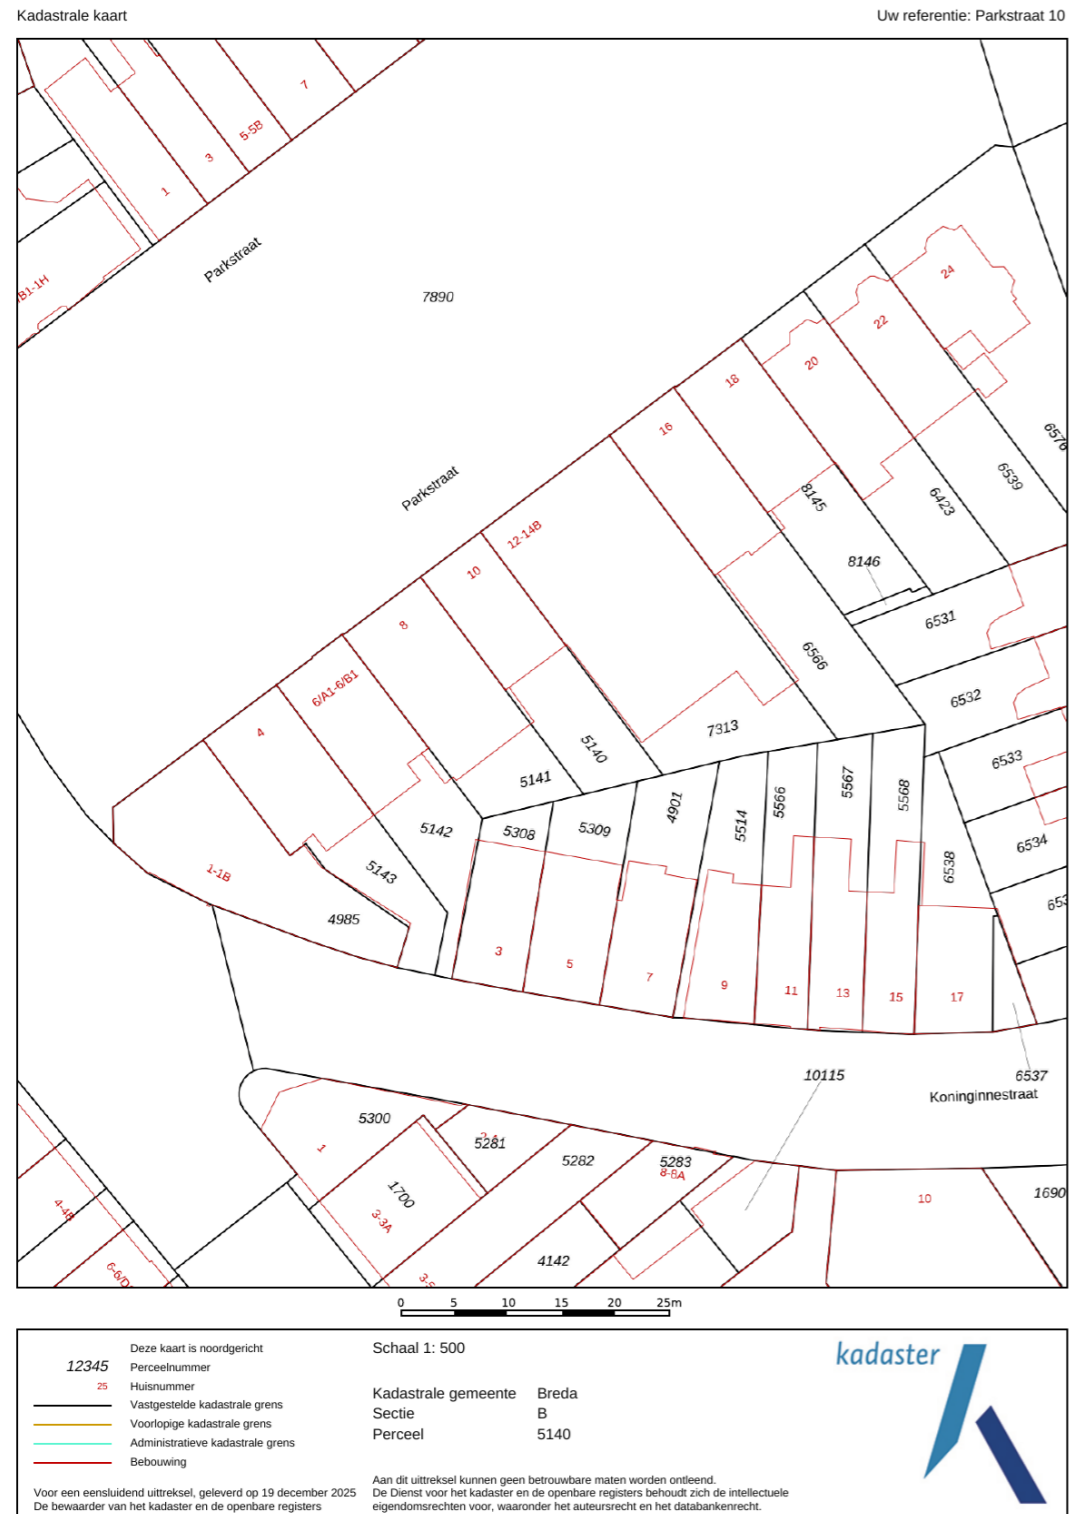 Kadastrale kaart
Uw referentie: Parkstraat 10
7
5-5B
3
1
Parkstraat
B1-1H
7890
24
22
20
18
16
6576
6539
6423
8145
Parkstraat
12-14B
10
8146
8
6531
6566
6/A1-6/B1
6532
4
7313
5140
6533
5141
5567
5568
5566
4901
5514
5142
5308
5309
6534
6538
5143
1-1B
4985
3
5
7
9
11
13
15
17
10115
6537
Koninginnestraat
5300
5281
1
5282
5283
8-8A
1700
3-3A
10
1690
4-4B
4142
0 5 10 15 20 25m
Deze kaart is noordgericht
12345 Perceelnummer
25 Huisnummer
Vastgestelde kadastrale grens
Voorlopige kadastrale grens
Administratieve kadastrale grens
Bebouwing
Voor een eensluidend uittreksel, geleverd op 19 december 2025
De bewaarder van het kadaster en de openbare registers
Schaal 1: 500
Kadastrale gemeente Breda
Sectie B
Perceel 5140
Aan dit uittreksel kunnen geen betrouwbare maten worden ontleend.
De Dienst voor het kadaster en de openbare registers behoudt zich de intellectuele
eigendomsrechten voor, waaronder het auteursrecht en het databankenrecht.
kadaster